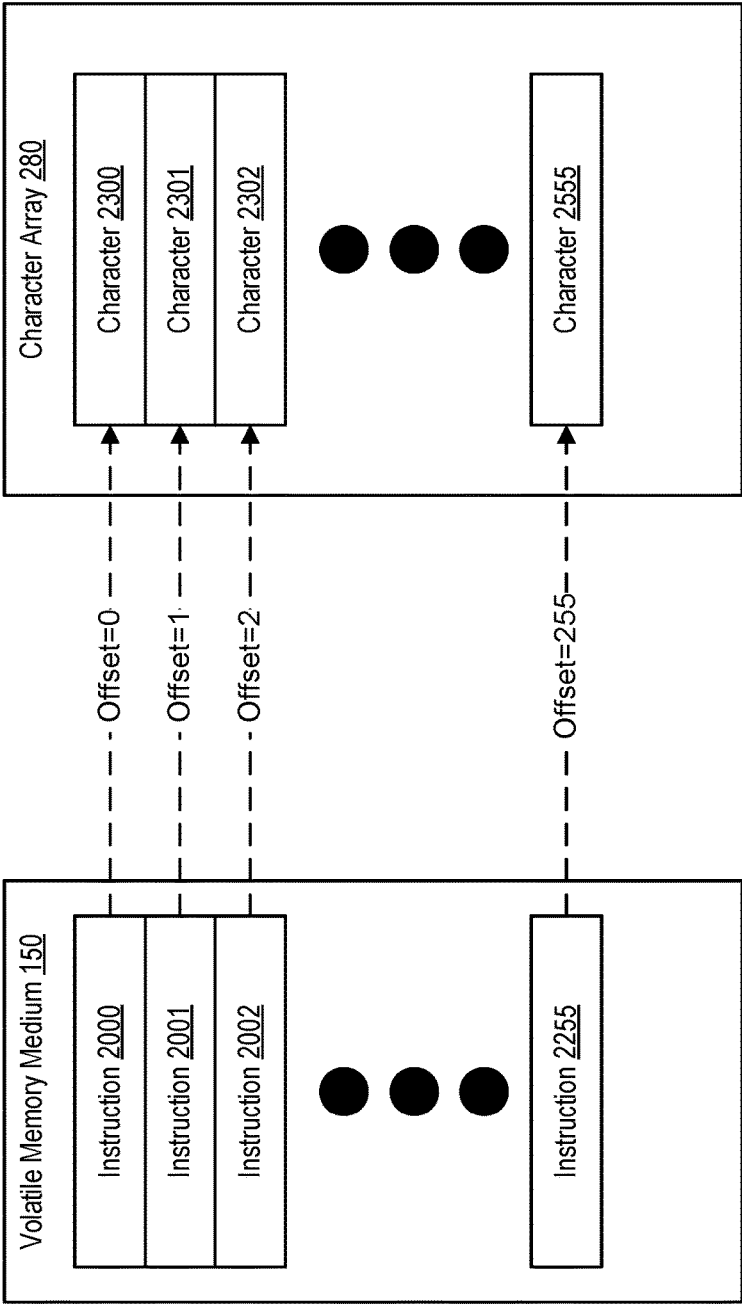 Volatile Memory Medium 150
Instruction 2000
Instruction 2001
Instruction 2002
Instruction 2255
Offset=0
Offset=1
Offset=2
Offset=255
Character Array 280
Character 2300
Character 2301
Character 2302
Character 2555